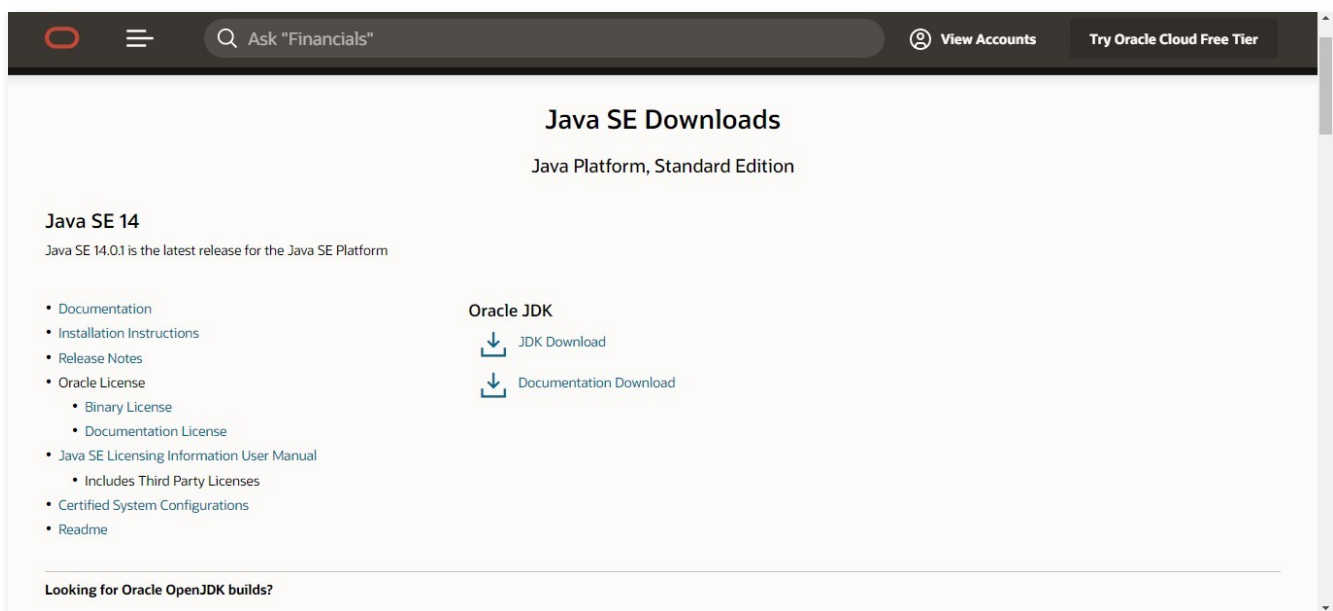 Ask "Financials"
View Accounts
Try Oracle Cloud Free Tier
Java SE Downloads
Java Platform, Standard Edition
Java SE 14
Java SE 14.0.1 is the latest release for the Java SE Platform
• Documentation
• Installation Instructions
• Release Notes
• Oracle License
• Binary License
• Documentation License
• Java SE Licensing Information User Manual
• Includes Third Party Licenses
• Certified System Configurations
• Readme
Oracle JDK
JDK Download
Documentation Download
Looking for Oracle OpenJDK builds?